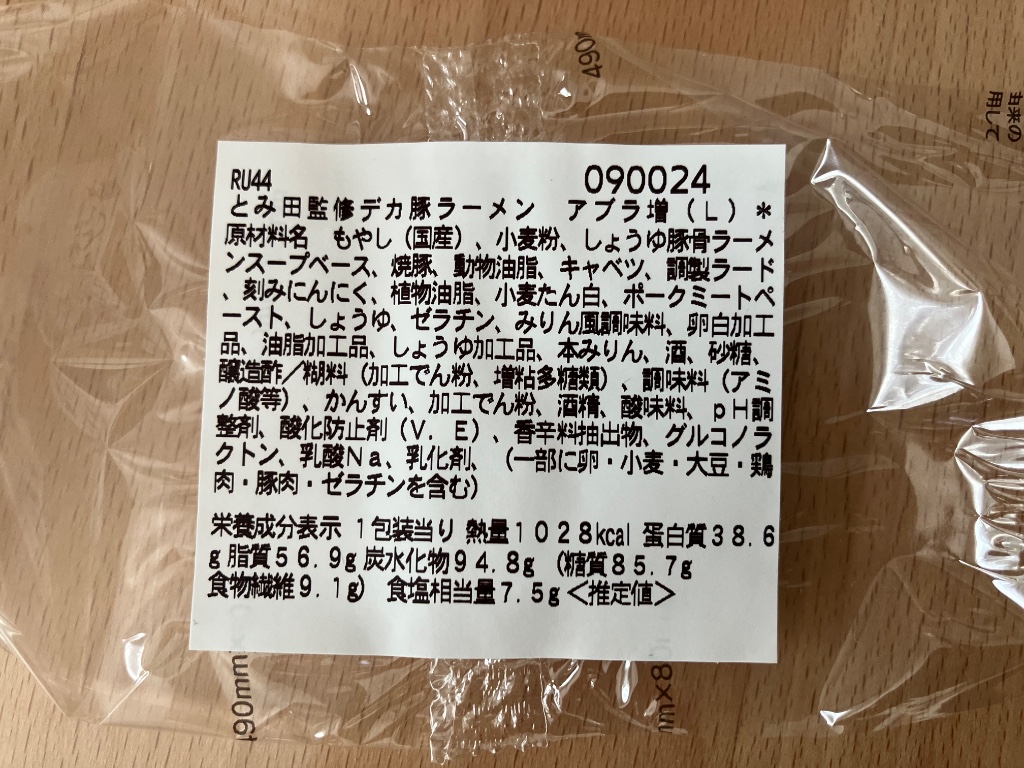 RU44 090024
とみ田監修デカ豚ラーメン アブラ増(L)*
原材料名 もやし(国産)、小麦粉、しょうゆ豚骨ラーメ
ンスープベース、焼豚、動物油脂、キャベツ、調製ラード
、刻みにんにく、植物油脂、小麦たん白、ポークミートペ
ースト、しょうゆ、ゼラチン、みりん風調味料、卵白加工
品、油脂加工品、しょうゆ加工品、本みりん、酒、砂糖、
醸造酢/糊料(加工でん粉、増粘多糖類)、調味料(アミ
ノ酸等)、かんすい、加工でん粉、酒精、酸味料、pH調
整剤、酸化防止剤(V.E)、香辛料抽出物、グルコノラ
クトン、乳酸Na、乳化剤、(一部に卵・小麦・大豆・鶏
肉・豚肉・ゼラチンを含む)
栄養成分表示 1包装当り 熱量1028kcal 蛋白質38.6
g 脂質56.9g 炭水化物94.8g (糖質85.7g
食物繊維9.1g) 食塩相当量7.5g<推定値>
490m
由来の
用して
490mm
mm×8